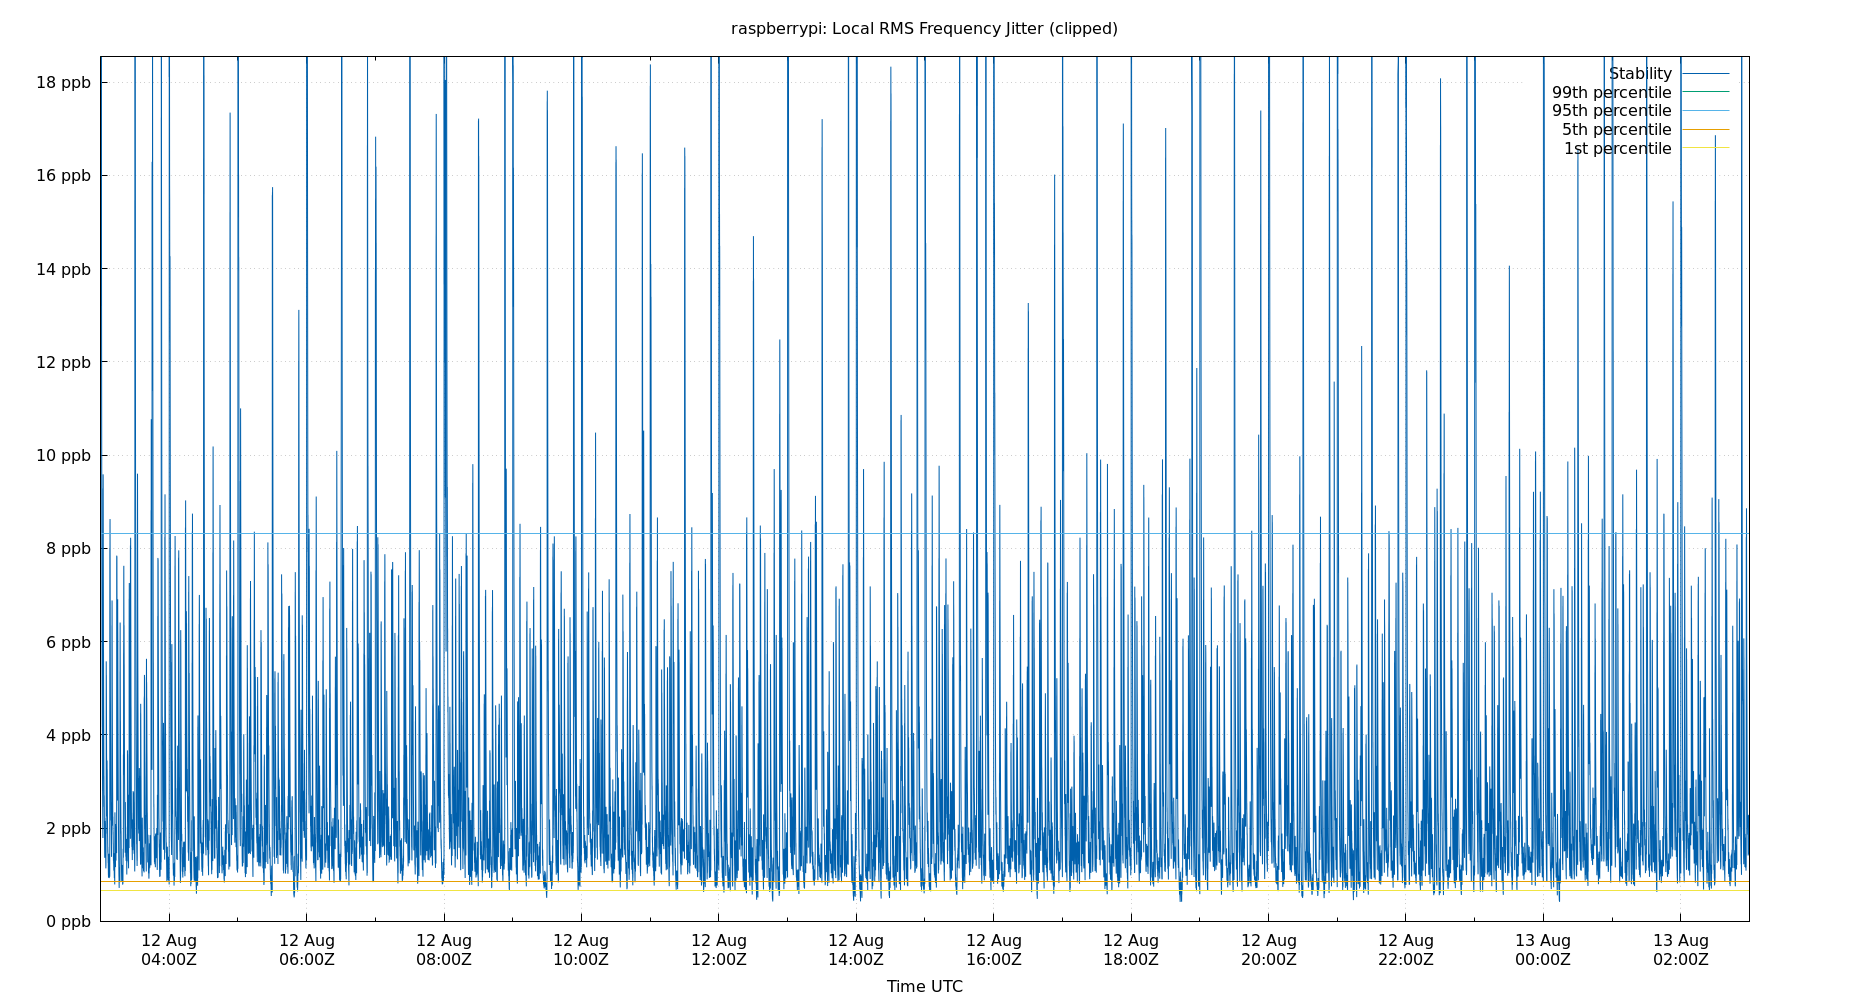 raspberrypi: Local RMS Frequency Jitter (clipped)
Stability
99th percentile
95th percentile
5th percentile
1st percentile
18 ppb
16 ppb
14 ppb
12 ppb
10 ppb
8 ppb
6 ppb
4 ppb
2 ppb
0 ppb
12 Aug 12 Aug 12 Aug 12 Aug 12 Aug 12 Aug 12 Aug 12 Aug 12 Aug 12 Aug 13 Aug 13 Aug
04:00Z 06:00Z 08:00Z 10:00Z 12:00Z 14:00Z 16:00Z 18:00Z 20:00Z 22:00Z 00:00Z 02:00Z
Time UTC